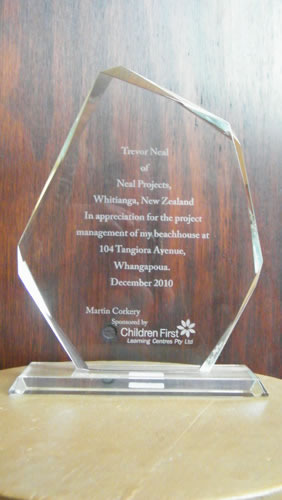 Trevor Neal
of
Neal Projects,
Whitianga, New Zealand
In appreciation for the project
management of my beachhouse at
104 Tangiora Avenue,
Whangapoua.
December 2010
Martin Corkery
Sponsored by
Children First
Learning Centres Pty Ltd